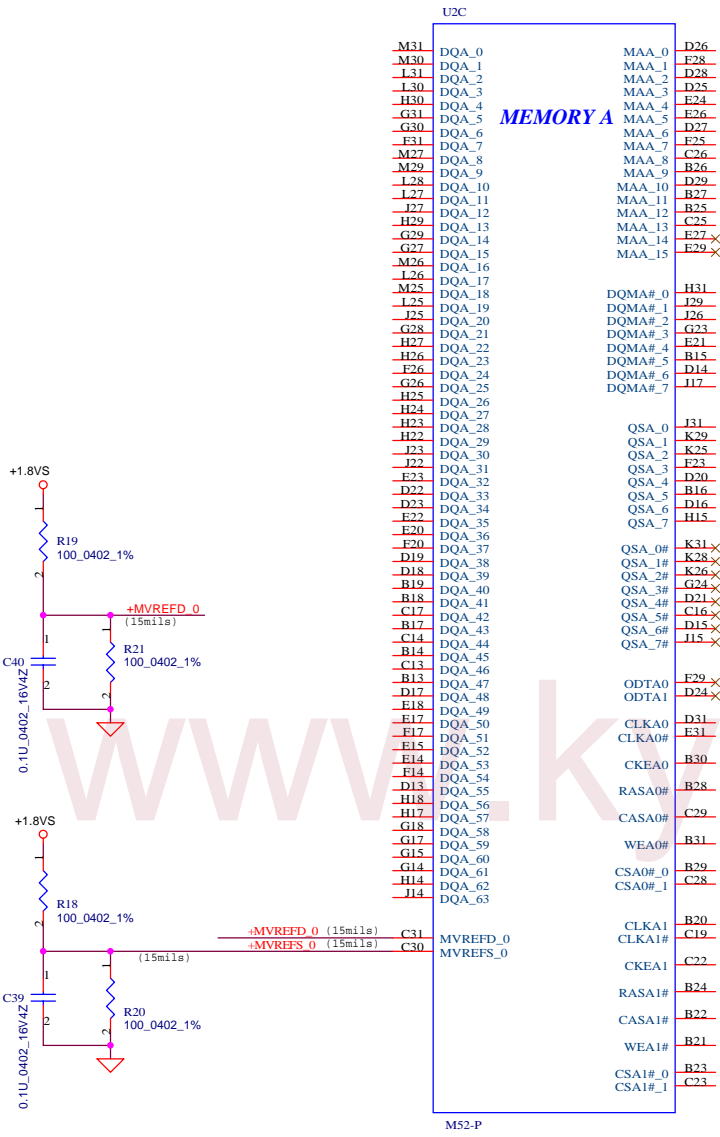 U2C
MEMORY A
M31 DQA_0
M30 DQA_1
L31 DQA_2
L30 DQA_3
H30 DQA_4
G31 DQA_5
G30 DQA_6
F31 DQA_7
M27 DQA_8
M29 DQA_9
L28 DQA_10
L27 DQA_11
J27 DQA_12
H29 DQA_13
G29 DQA_14
G27 DQA_15
M26 DQA_16
L26 DQA_17
M25 DQA_18
L25 DQA_19
J25 DQA_20
G28 DQA_21
H27 DQA_22
H26 DQA_23
F26 DQA_24
G26 DQA_25
H25 DQA_26
H24 DQA_27
H23 DQA_28
H22 DQA_29
J23 DQA_30
J22 DQA_31
E23 DQA_32
D22 DQA_33
D23 DQA_34
E22 DQA_35
E20 DQA_36
F20 DQA_37
D19 DQA_38
D18 DQA_39
B19 DQA_40
B18 DQA_41
C17 DQA_42
B17 DQA_43
C14 DQA_44
B14 DQA_45
C13 DQA_46
B13 DQA_47
D17 DQA_48
E18 DQA_49
E17 DQA_50
F17 DQA_51
E15 DQA_52
E14 DQA_53
F14 DQA_54
D13 DQA_55
H18 DQA_56
H17 DQA_57
G18 DQA_58
G17 DQA_59
G15 DQA_60
G14 DQA_61
H14 DQA_62
J14 DQA_63
+MVREFD_0 (15mils) C31 MVREFD_0
+MVREFS_0 (15mils) C30 MVREFS_0
MAA_0 D26
MAA_1 F28
MAA_2 D28
MAA_3 D25
MAA_4 E24
MAA_5 E26
MAA_6 D27
MAA_7 F25
MAA_8 C26
MAA_9 B26
MAA_10 D29
MAA_11 B27
MAA_12 B25
MAA_13 C25
MAA_14 E27
MAA_15 E29
DQMA#_0 H31
DQMA#_1 J29
DQMA#_2 J26
DQMA#_3 G23
DQMA#_4 E21
DQMA#_5 B15
DQMA#_6 D14
DQMA#_7 J17
QSA_0 J31
QSA_1 K29
QSA_2 K25
QSA_3 F23
QSA_4 D20
QSA_5 B16
QSA_6 D16
QSA_7 H15
QSA_0# K31
QSA_1# K28
QSA_2# K26
QSA_3# G24
QSA_4# D21
QSA_5# C16
QSA_6# D15
QSA_7# J15
ODTA0 F29
ODTA1 D24
CLKA0 D31
CLKA0# E31
CKEA0 B30
RASA0# B28
CASA0# C29
WEA0# B31
CSA0#_0 B29
CSA0#_1 C28
CLKA1 B20
CLKA1# C19
CKEA1 C22
RASA1# B24
CASA1# B22
WEA1# B21
CSA1#_0 B23
CSA1#_1 C23
M52-P
+1.8VS
1
R19
100_0402_1%
2
+MVREFD_0
(15mils)
1
C40
2
0.1U_0402_16V4Z
1
R21
100_0402_1%
2
+1.8VS
1
R18
100_0402_1%
2
(15mils)
1
C39
2
0.1U_0402_16V4Z
1
R20
100_0402_1%
2
www.ky